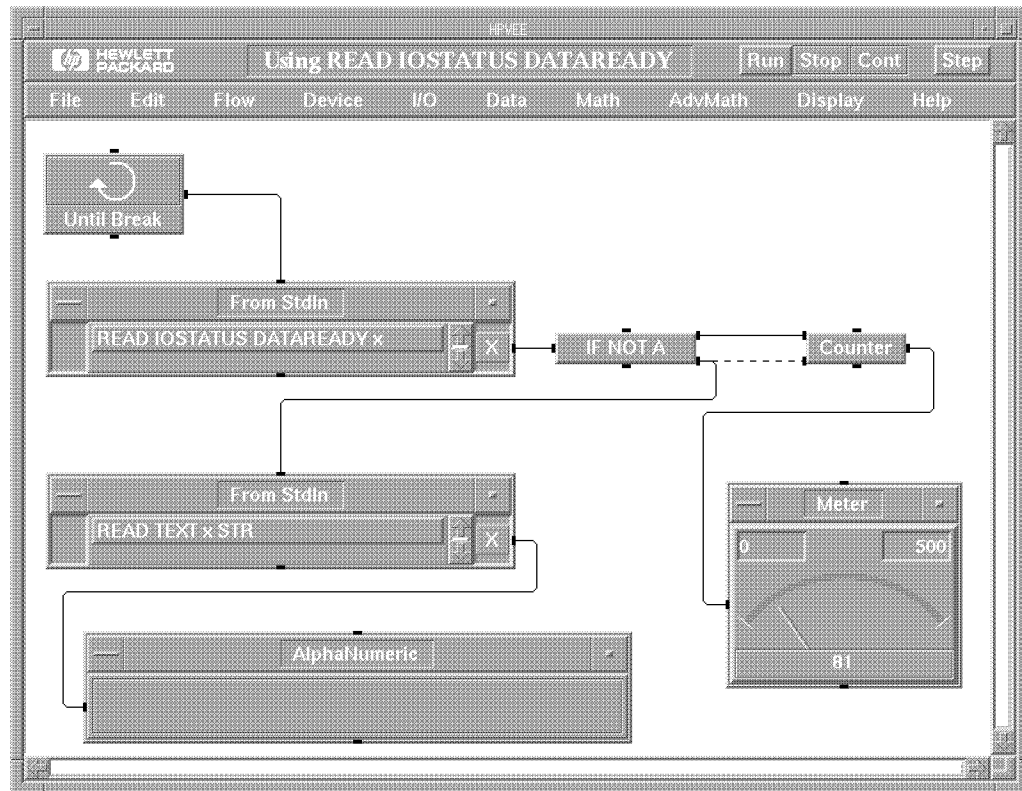 HPVEE
hp HEWLETT PACKARD Using READ IOSTATUS DATAREADY Run Stop Cont Step
File Edit Flow Device I/O Data Math AdvMath Display Help
Until Break
From StdIn
READ IOSTATUS DATAREADY x X
IF NOT A Counter
From StdIn
READ TEXT x STR X
Meter
0 500
81
AlphaNumeric